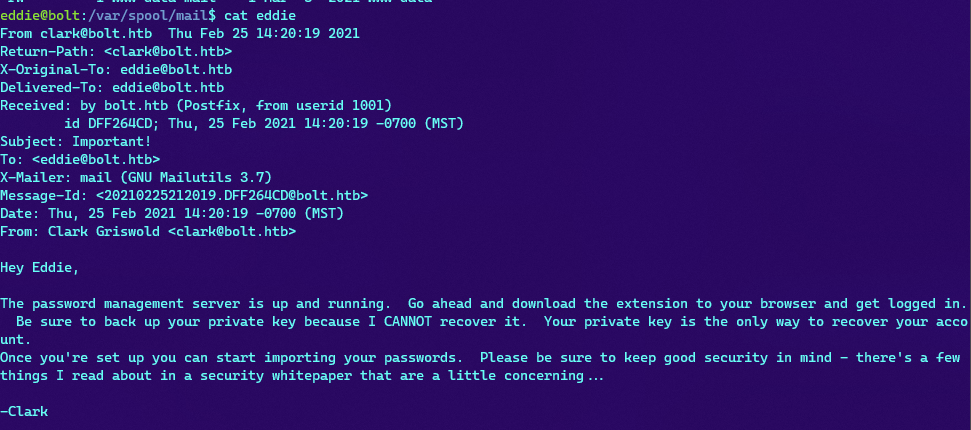 eddie@bolt:/var/spool/mail$ cat eddie
From clark@bolt.htb  Thu Feb 25 14:20:19 2021
Return-Path: <clark@bolt.htb>
X-Original-To: eddie@bolt.htb
Delivered-To: eddie@bolt.htb
Received: by bolt.htb (Postfix, from userid 1001)
        id DFF264CD; Thu, 25 Feb 2021 14:20:19 -0700 (MST)
Subject: Important!
To: <eddie@bolt.htb>
X-Mailer: mail (GNU Mailutils 3.7)
Message-Id: <20210225212019.DFF264CD@bolt.htb>
Date: Thu, 25 Feb 2021 14:20:19 -0700 (MST)
From: Clark Griswold <clark@bolt.htb>
Hey Eddie,
The password management server is up and running.  Go ahead and download the extension to your browser and get logged in.
  Be sure to back up your private key because I CANNOT recover it.  Your private key is the only way to recover your acco
unt.
Once you're set up you can start importing your passwords.  Please be sure to keep good security in mind - there's a few
things I read about in a security whitepaper that are a little concerning...
-Clark